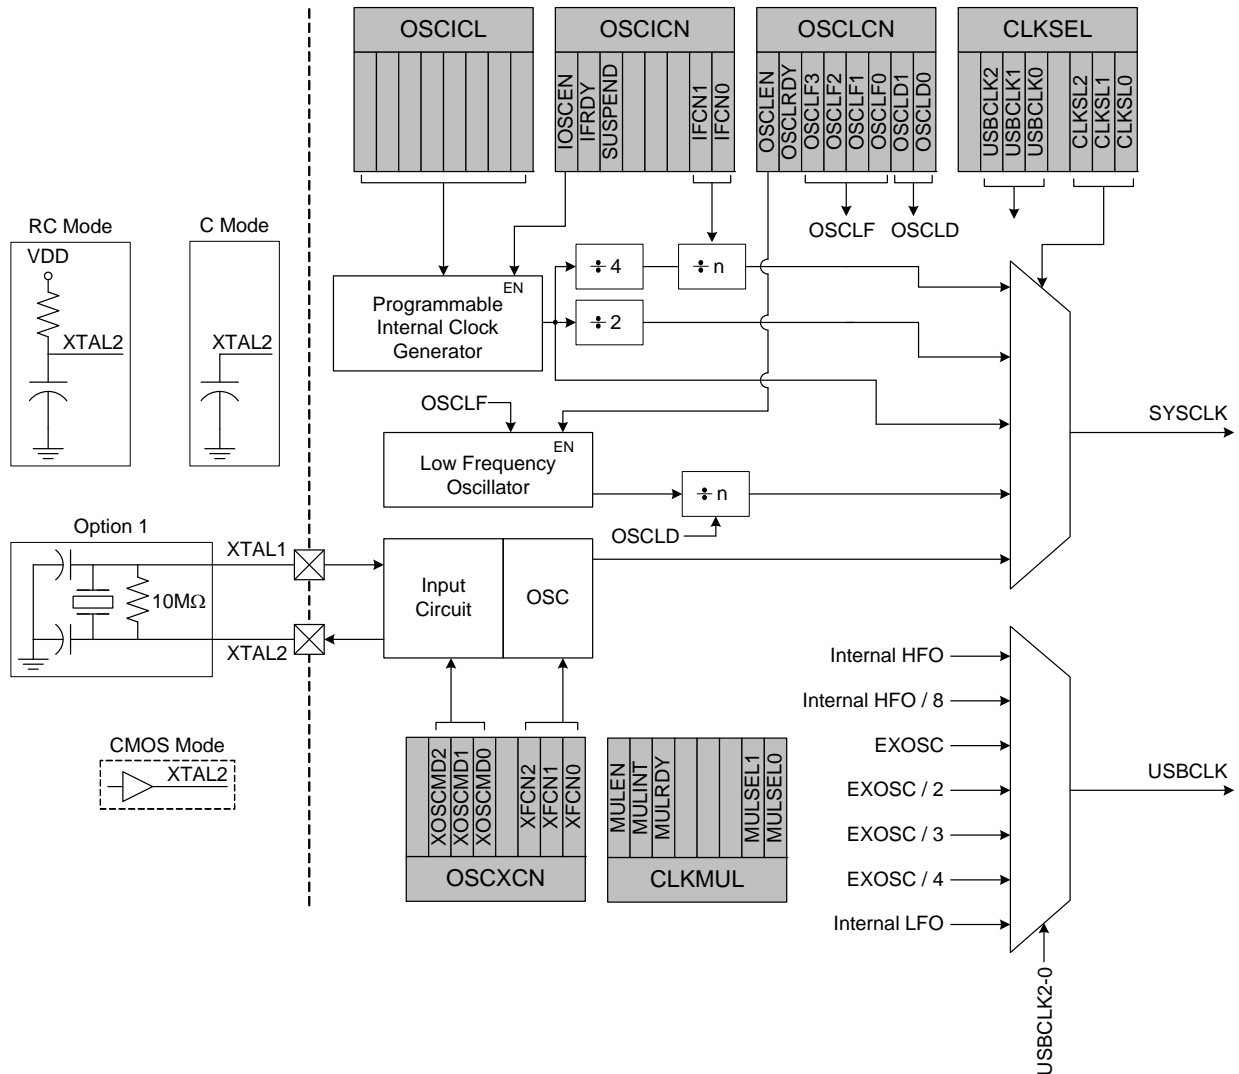 OSCICL
OSCICN
OSCLCN
CLKSEL
IOSCEN
IFRDY
SUSPEND
IFCN1
IFCN0
OSCLEN
OSCLRDY
OSCLF3
OSCLF2
OSCLF1
OSCLF0
OSCLD1
OSCLD0
USBCLK2
USBCLK1
USBCLK0
CLKSL2
CLKSL1
CLKSL0
OSCLF
OSCLD
RC Mode
VDD
XTAL2
C Mode
XTAL2
EN
Programmable
Internal Clock
Generator
÷ 4
÷ n
÷ 2
OSCLF
EN
Low Frequency
Oscillator
÷ n
OSCLD
SYSCLK
Option 1
10MΩ
XTAL1
XTAL2
Input
Circuit
OSC
CMOS Mode
XTAL2
XOSCMD2
XOSCMD1
XOSCMD0
XFCN2
XFCN1
XFCN0
OSCXCN
MULEN
MULINT
MULRDY
MULSEL1
MULSEL0
CLKMUL
Internal HFO
Internal HFO / 8
EXOSC
EXOSC / 2
EXOSC / 3
EXOSC / 4
Internal LFO
USBCLK
USBCLK2-0